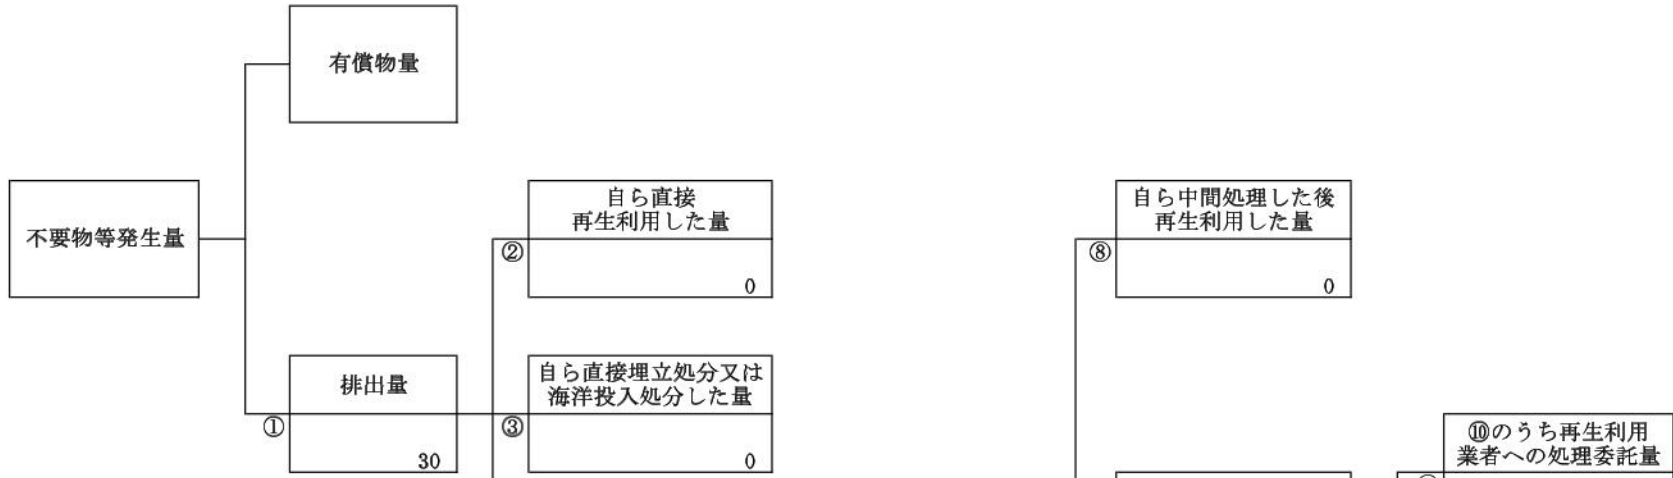 有償物量
不要物等発生量
自ら直接
再生利用した量
②
0
自ら中間処理した後
再生利用した量
⑧
0
排出量
①
30
自ら直接埋立処分又は
海洋投入処分した量
③
0
⑩のうち再生利用
業者への処理委託量